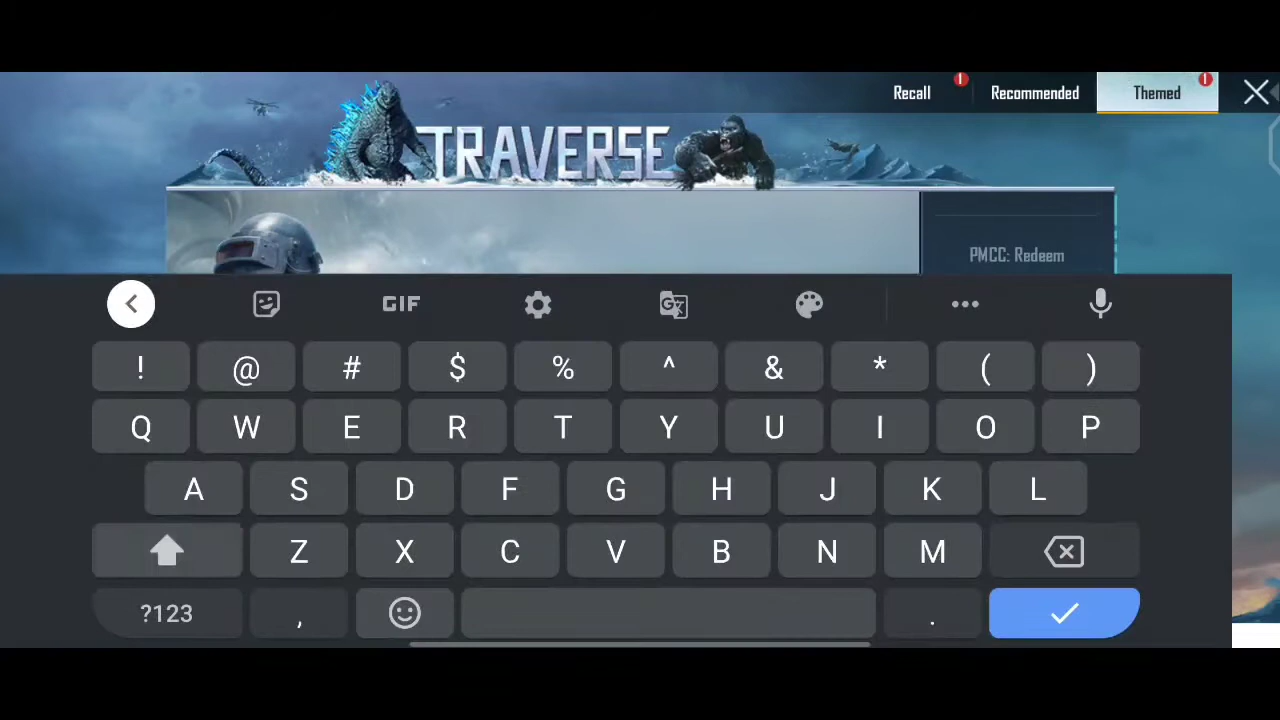 Recall
Recommended
Themed
TRAVERSE
PMCC: Redeem
GIF
! @ # $ % ^ & * ( )
Q W E R T Y U I O P
A S D F G H J K L
Z X C V B N M
?123 , .